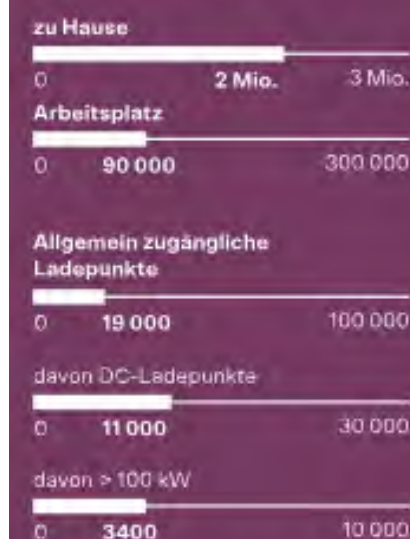 zu Hause
0 2 Mio. 3 Mio.
Arbeitsplatz
0 90 000 300 000
Allgemein zugängliche
Ladepunkte
0 19 000 100 000
davon DC-Ladepunkte
0 11 000 30 000
davon > 100 kW
0 3400 10 000